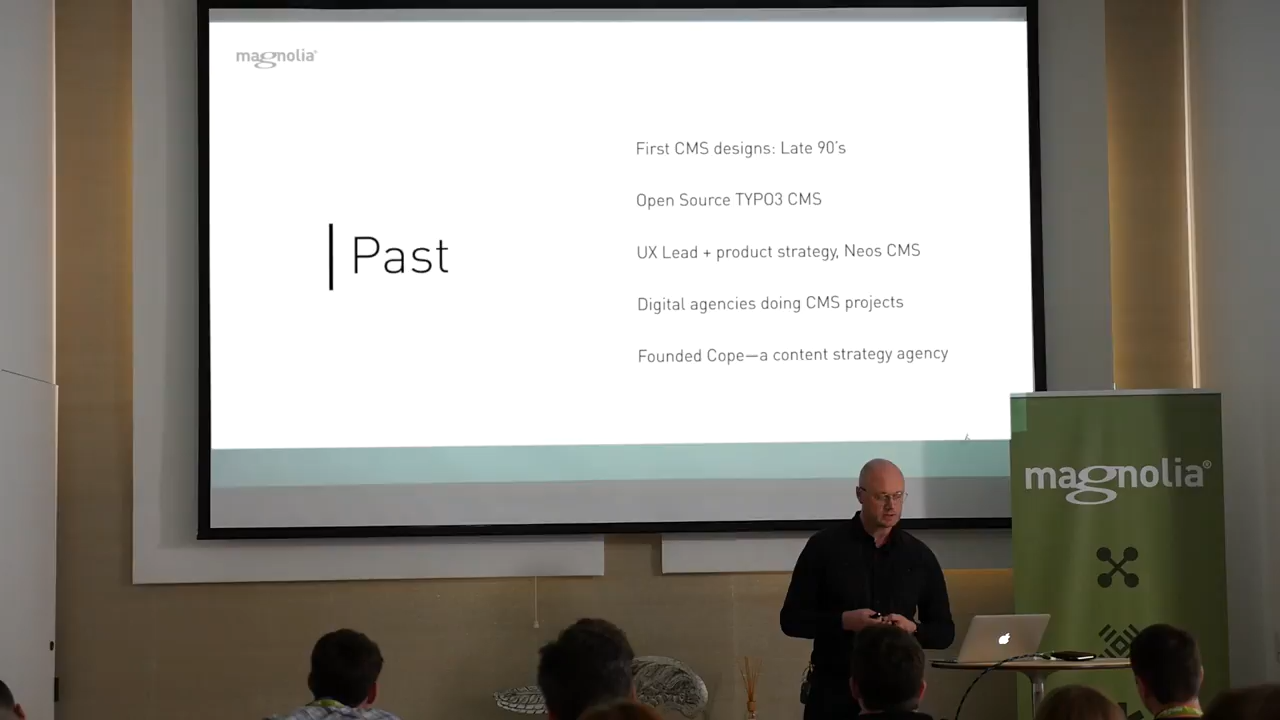 magnolia®
First CMS designs: Late 90's
Open Source TYPO3 CMS
Past
UX Lead + product strategy, Neos CMS
Digital agencies doing CMS projects
Founded Cope—a content strategy agency
magnolia®